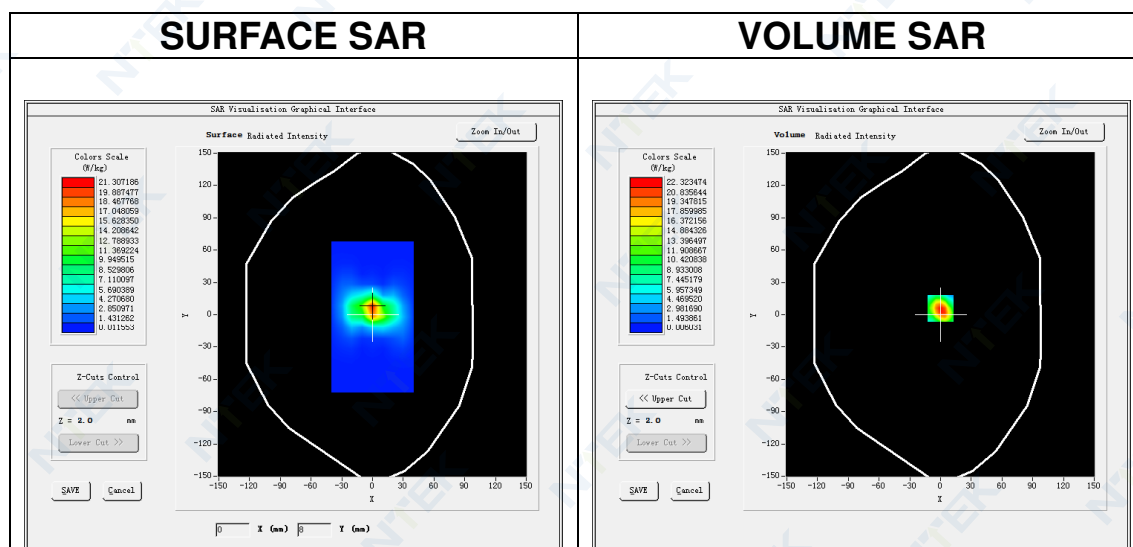 SURFACE SAR
SAR Visualisation Graphical Interface
Surface Radiated Intensity
Zoom In/Out
Colors Scale
(W/kg)
21.307186
19.887477
18.467768
17.048059
15.628350
14.208642
12.788933
11.369224
9.949515
8.529806
7.110097
5.690389
4.270680
2.850971
1.431262
0.011553
Z-Cuts Control
<< Upper Cut
Z = 2.0 mm
Lower Cut >>
SAVE
Cancel
150
120
90
60
30
0
-30
-60
-90
-120
-150
Y
-150 -120 -90 -60 -30 0 30 60 90 120 150
X
0 X (mm) 8 Y (mm)
VOLUME SAR
SAR Visualisation Graphical Interface
Volume Radiated Intensity
Zoom In/Out
Colors Scale
(W/kg)
22.323474
20.835644
19.347815
17.859985
16.372156
14.884326
13.396497
11.908667
10.420838
8.933008
7.445179
5.957349
4.469520
2.981690
1.493861
0.006031
Z-Cuts Control
<< Upper Cut
Z = 2.0 mm
Lower Cut >>
SAVE
Cancel
150
120
90
60
30
0
-30
-60
-90
-120
-150
Y
-150 -120 -90 -60 -30 0 30 60 90 120 150
X
NTEK